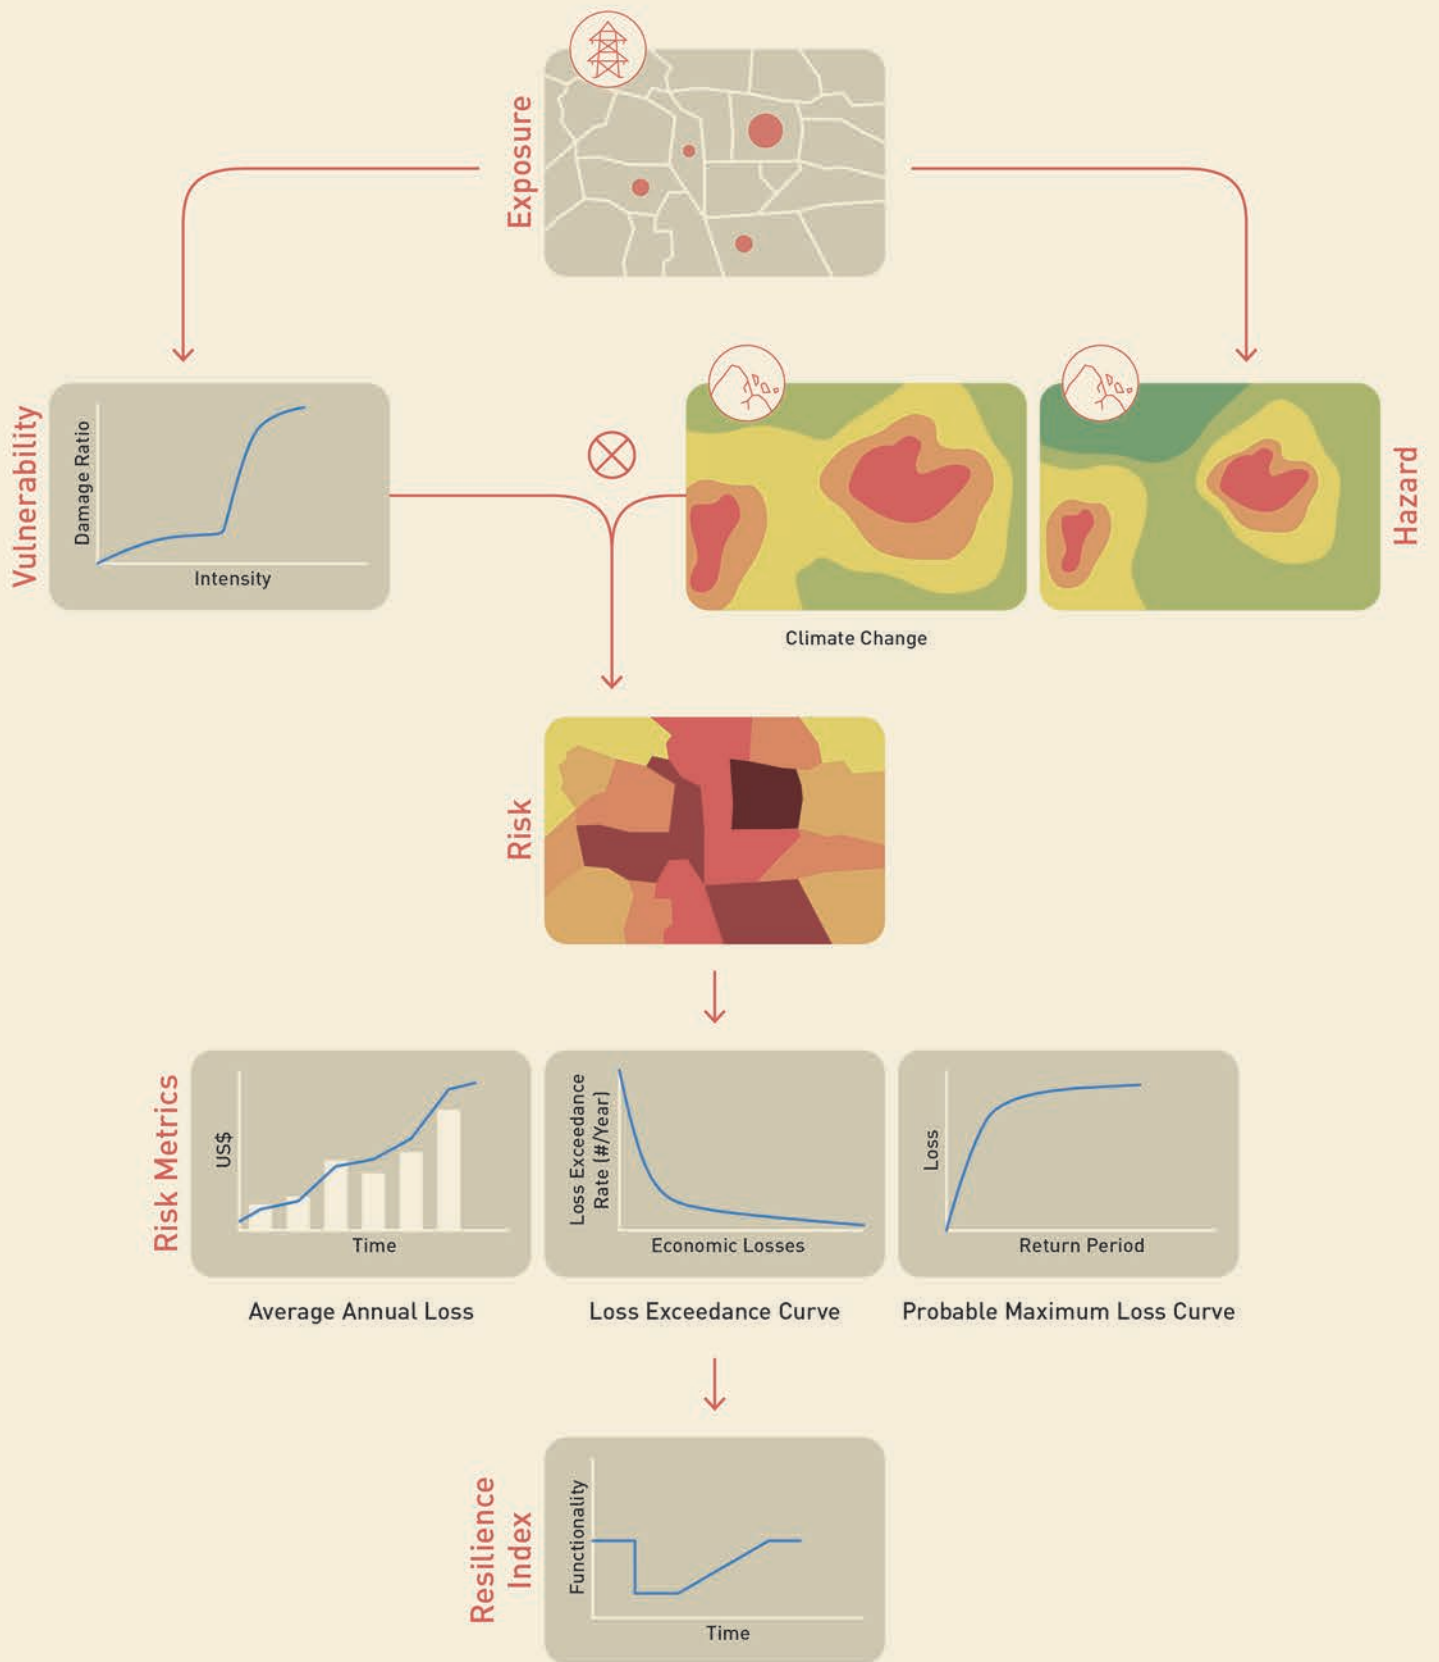 Exposure
Vulnerability
Damage Ratio
Intensity
Climate Change
Hazard
Risk
Risk Metrics
US$
Time
Average Annual Loss
Loss Exceedance
Rate (#/Year)
Economic Losses
Loss Exceedance Curve
Loss
Return Period
Probable Maximum Loss Curve
Resilience
Index
Functionality
Time